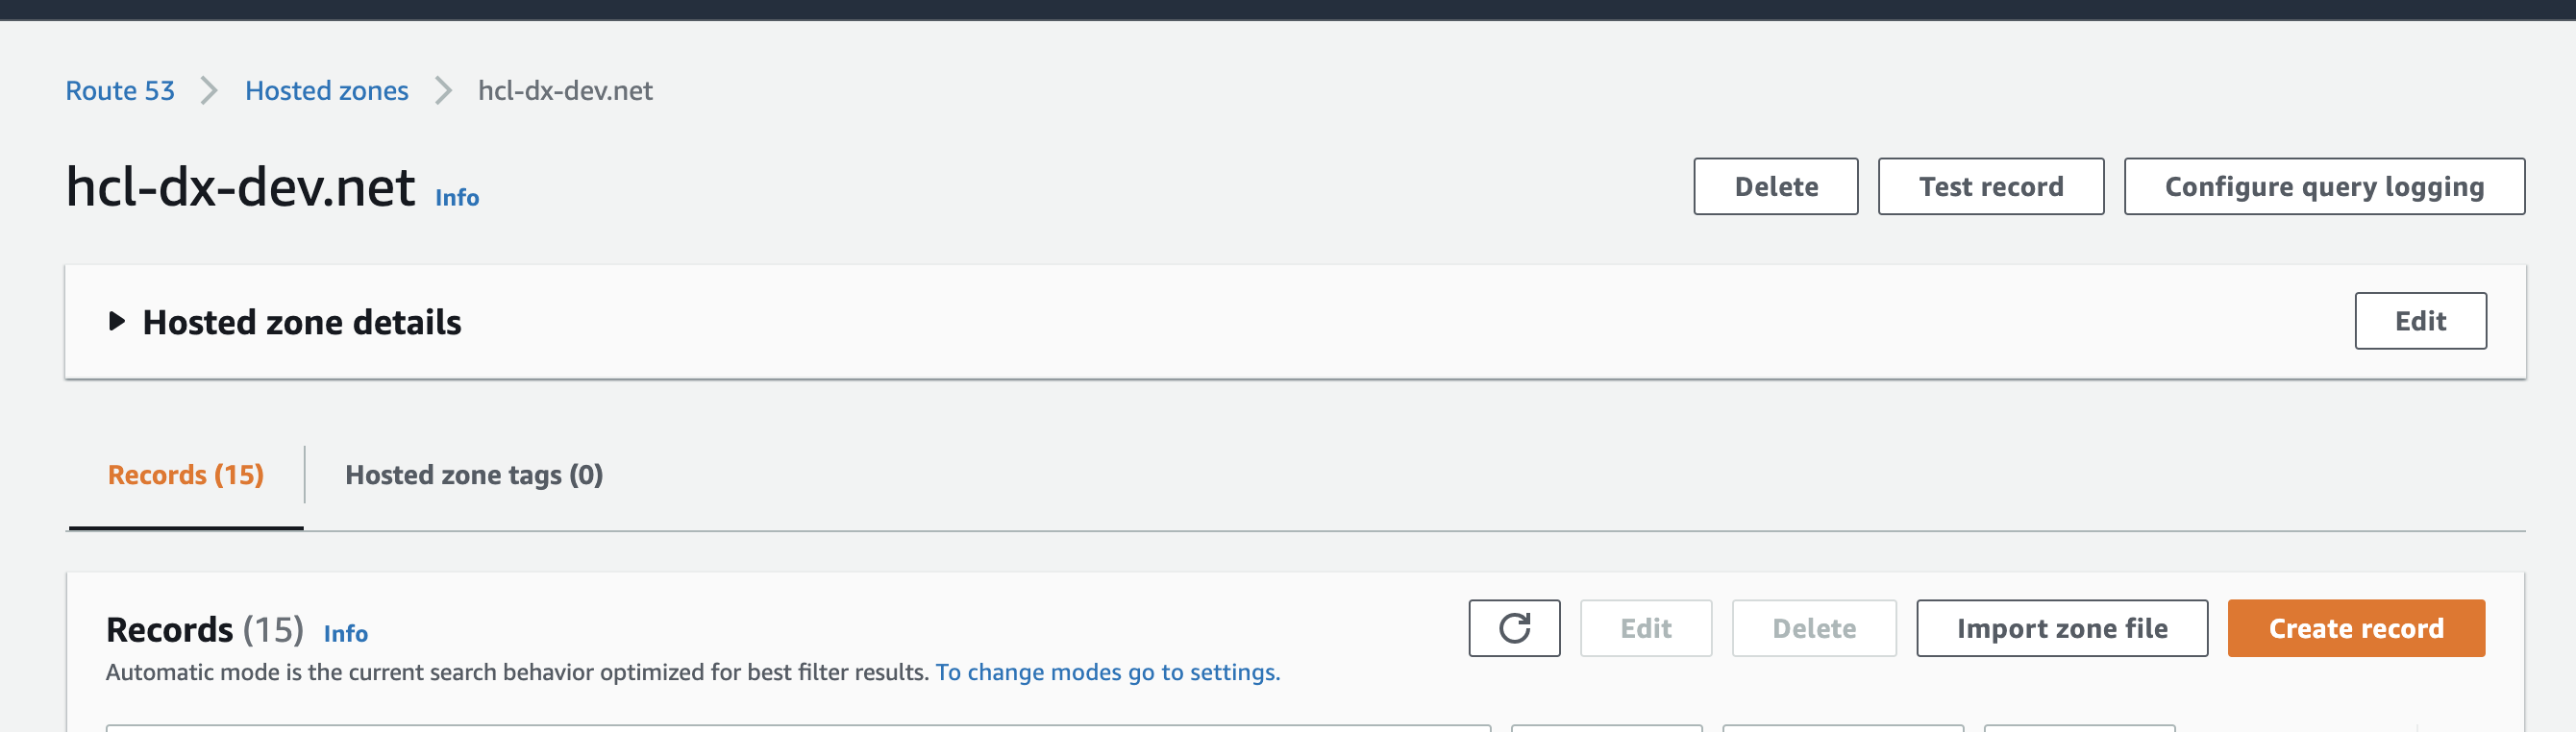 Route 53 Hosted zones hcl-dx-dev.net
hcl-dx-dev.net Info Delete Test record Configure query logging
Hosted zone details Edit
Records (15) Hosted zone tags (0)
Records (15) Info Edit Delete Import zone file Create record
Automatic mode is the current search behavior optimized for best filter results. To change modes go to settings.